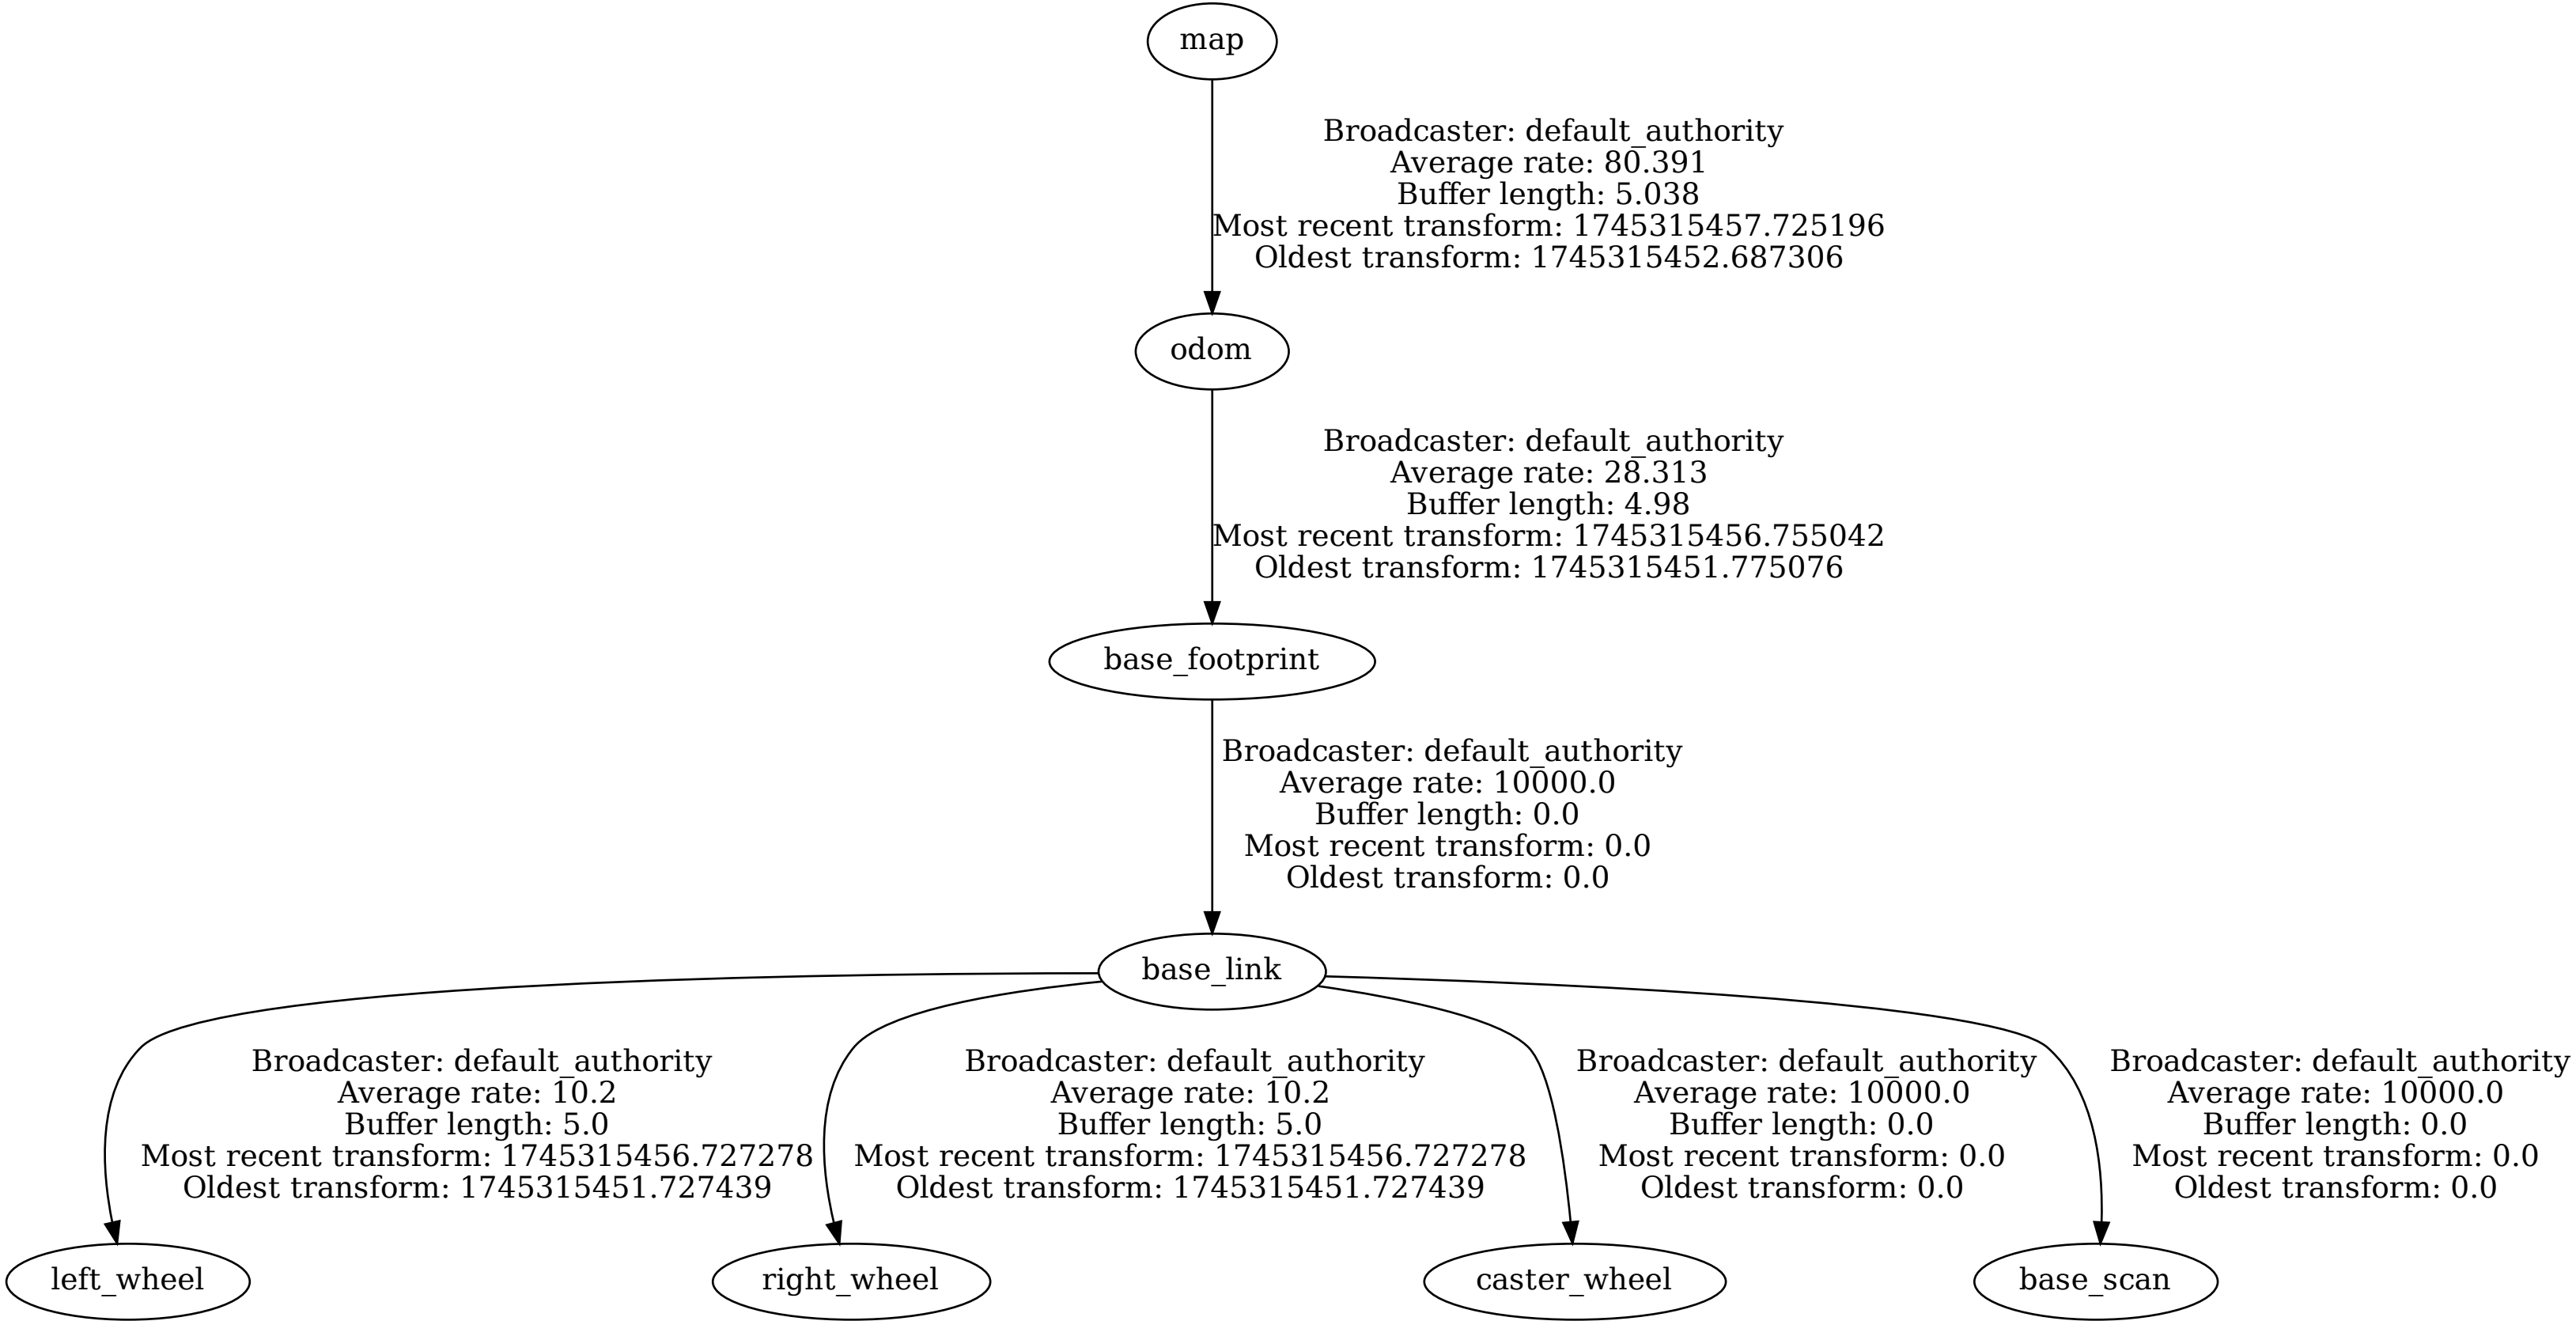 map
Broadcaster: default_authority
Average rate: 80.391
Buffer length: 5.038
Most recent transform: 1745315457.725196
Oldest transform: 1745315452.687306
odom
Broadcaster: default_authority
Average rate: 28.313
Buffer length: 4.98
Most recent transform: 1745315456.755042
Oldest transform: 1745315451.775076
base_footprint
Broadcaster: default_authority
Average rate: 10000.0
Buffer length: 0.0
Most recent transform: 0.0
Oldest transform: 0.0
base_link
Broadcaster: default_authority
Average rate: 10.2
Buffer length: 5.0
Most recent transform: 1745315456.727278
Oldest transform: 1745315451.727439
Broadcaster: default_authority
Average rate: 10.2
Buffer length: 5.0
Most recent transform: 1745315456.727278
Oldest transform: 1745315451.727439
Broadcaster: default_authority
Average rate: 10000.0
Buffer length: 0.0
Most recent transform: 0.0
Oldest transform: 0.0
Broadcaster: default_authority
Average rate: 10000.0
Buffer length: 0.0
Most recent transform: 0.0
Oldest transform: 0.0
left_wheel
right_wheel
caster_wheel
base_scan